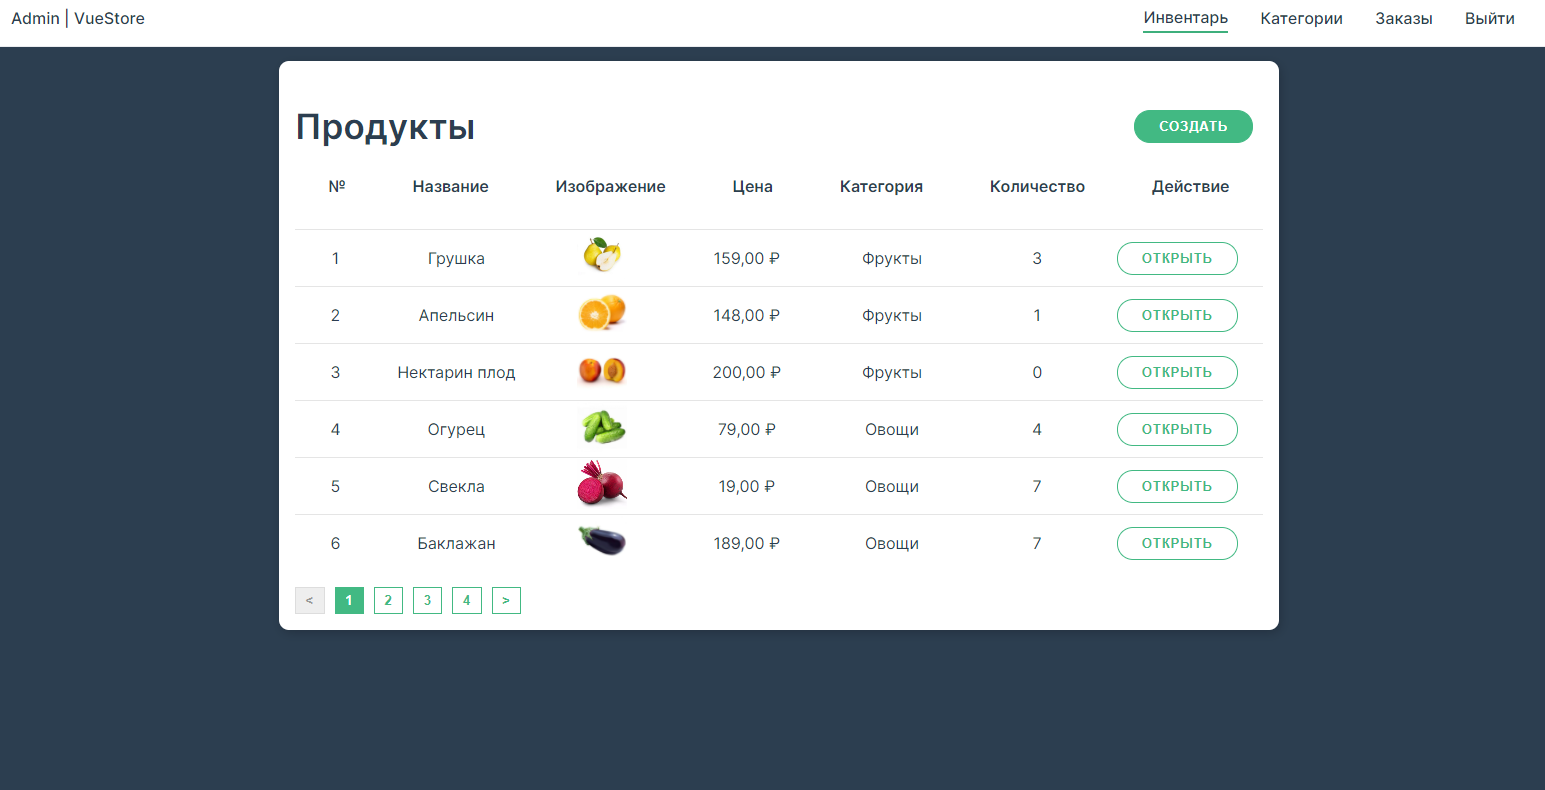 Admin | VueStore Инвентарь Категории Заказы Выйти
Продукты СОЗДАТЬ
№ Название Изображение Цена Категория Количество Действие
1 Грушка 159,00 ₽ Фрукты 3 ОТКРЫТЬ
2 Апельсин 148,00 ₽ Фрукты 1 ОТКРЫТЬ
3 Нектарин плод 200,00 ₽ Фрукты 0 ОТКРЫТЬ
4 Огурец 79,00 ₽ Овощи 4 ОТКРЫТЬ
5 Свекла 19,00 ₽ Овощи 7 ОТКРЫТЬ
6 Баклажан 189,00 ₽ Овощи 7 ОТКРЫТЬ
< 1 2 3 4 >